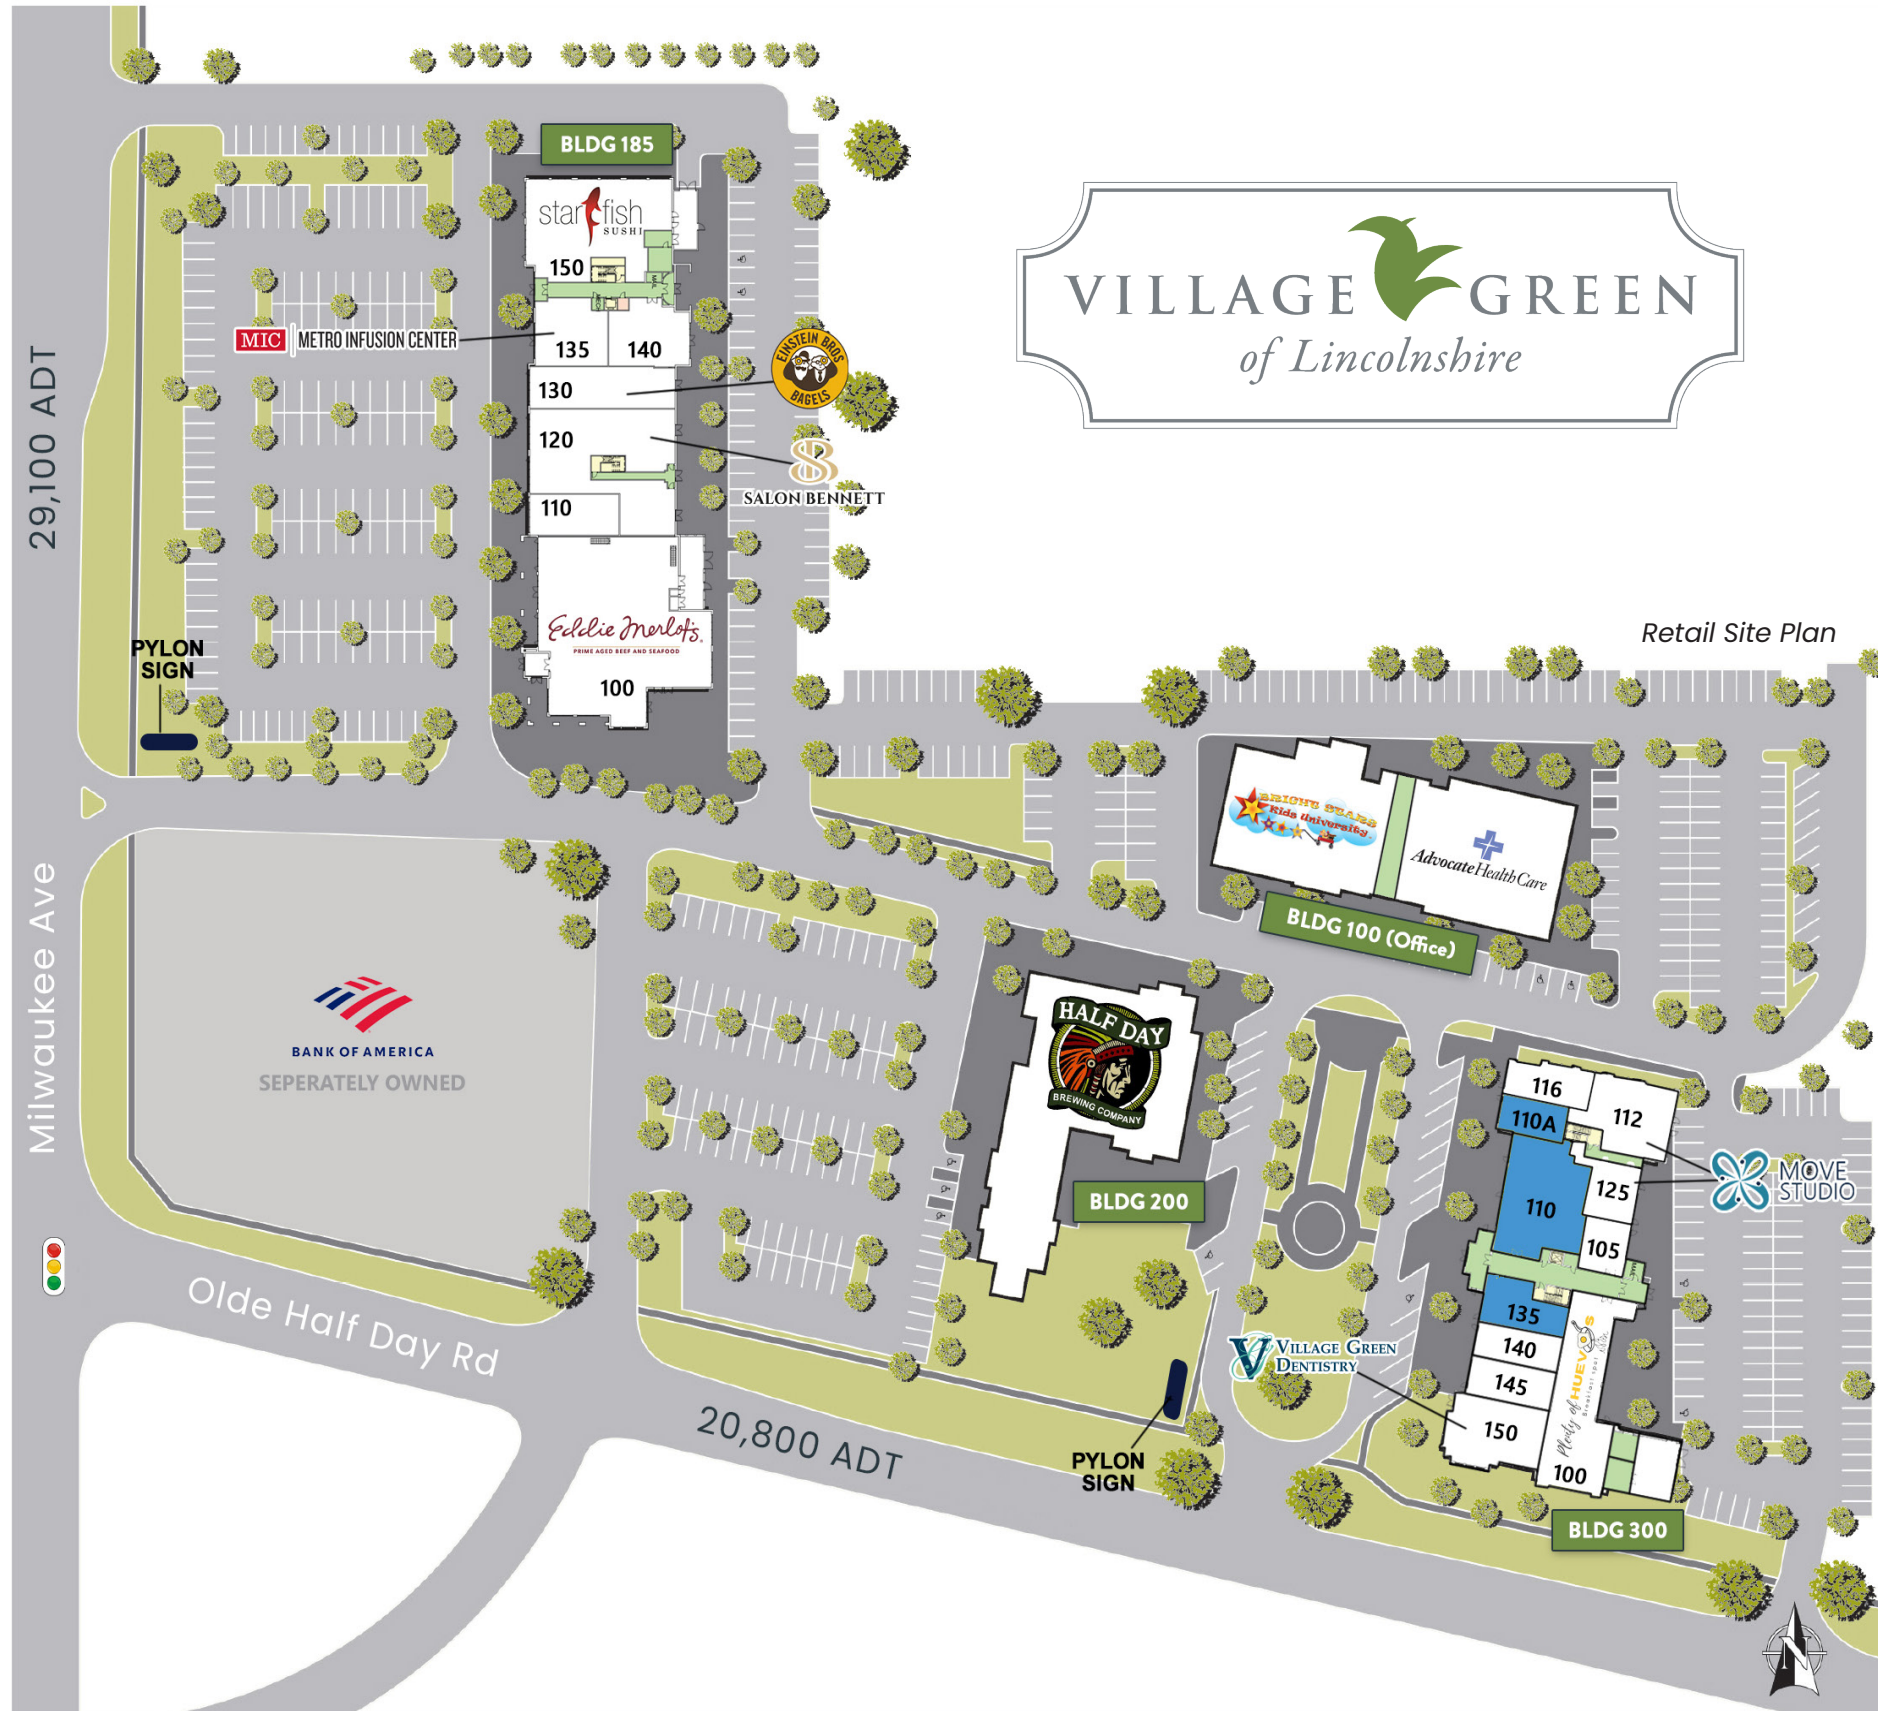 BLDG 185
starfish
SUSHI
150
MIC METRO INFUSION CENTER
135
140
130
EINSTEIN BROS
BAGELS
120
SALON BENNETT
110
Eddie Merlot's
PRIME AGED BEEF AND SEAFOOD
100
VILLAGE GREEN
of Lincolnshire
Retail Site Plan
29,100 ADT
PYLON
SIGN
Milwaukee Ave
BANK OF AMERICA
SEPERATELY OWNED
Olde Half Day Rd
20,800 ADT
BRIGHT STARS
Kids University
Advocate Health Care
BLDG 100 (Office)
HALF DAY
BREWING COMPANY
BLDG 200
PYLON
SIGN
116
110A
112
MOVE
STUDIO
125
110
105
135
140
145
150
VILLAGE GREEN
DENTISTRY
Plenty of HUEVOS
100
BLDG 300
N